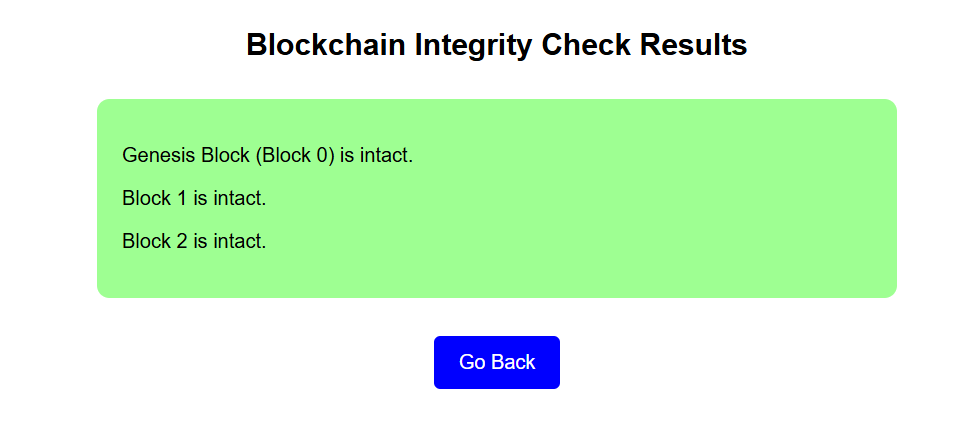 Blockchain Integrity Check Results
Genesis Block (Block 0) is intact.
Block 1 is intact.
Block 2 is intact.
Go Back